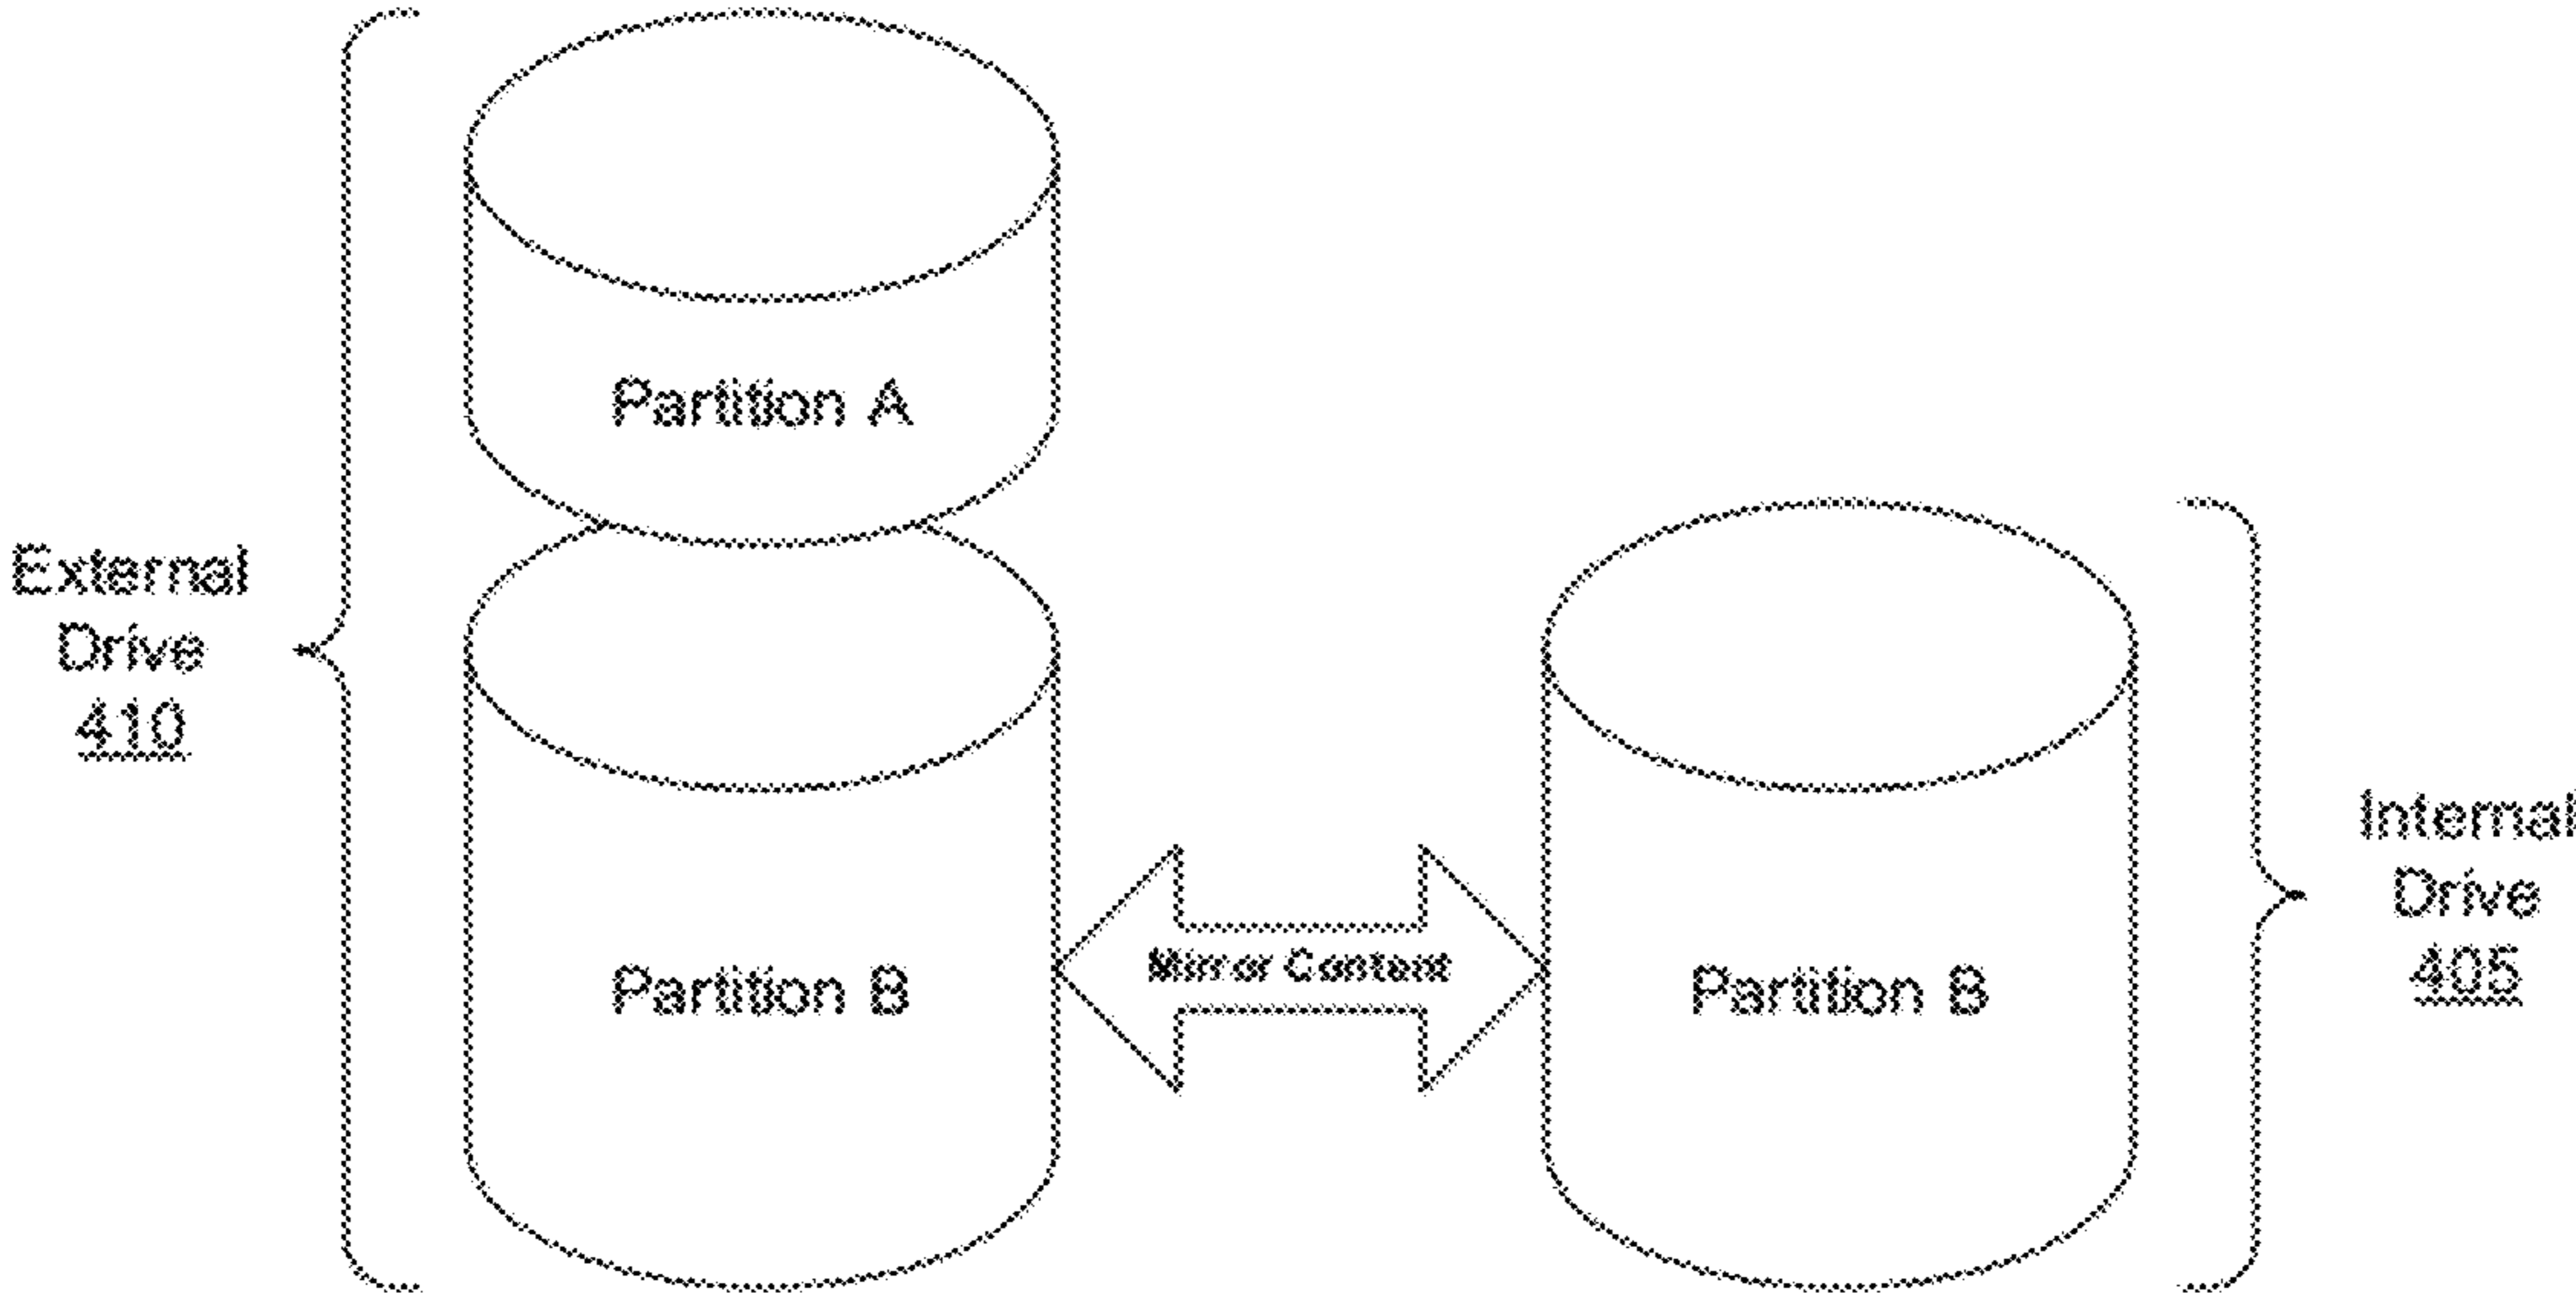 Partition A
External
Drive
410
Partition B
Mirror Content
Partition B
Internal
Drive
405